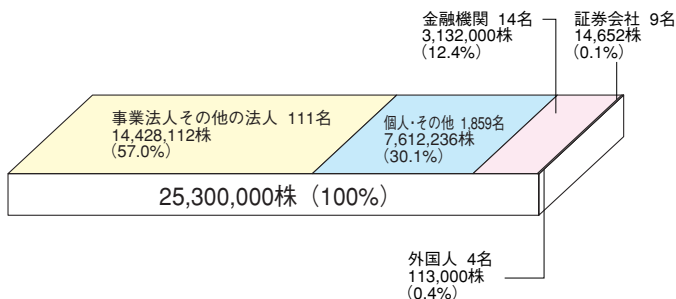 金融機関 14名
3,132,000株
(12.4%)
証券会社 9名
14,652株
(0.1%)
事業法人その他の法人 111名
14,428,112株
(57.0%)
個人・その他 1,859名
7,612,236株
(30.1%)
25,300,000株(100%)
外国人 4名
113,000株
(0.4%)